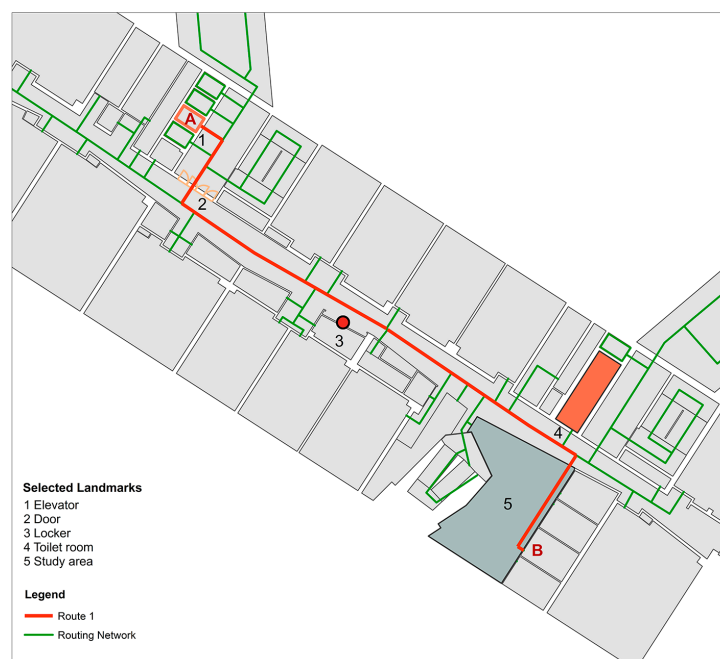 A
1
2
3
4
5
B
Selected Landmarks
1 Elevator
2 Door
3 Locker
4 Toilet room
5 Study area
Legend
Route 1
Routing Network